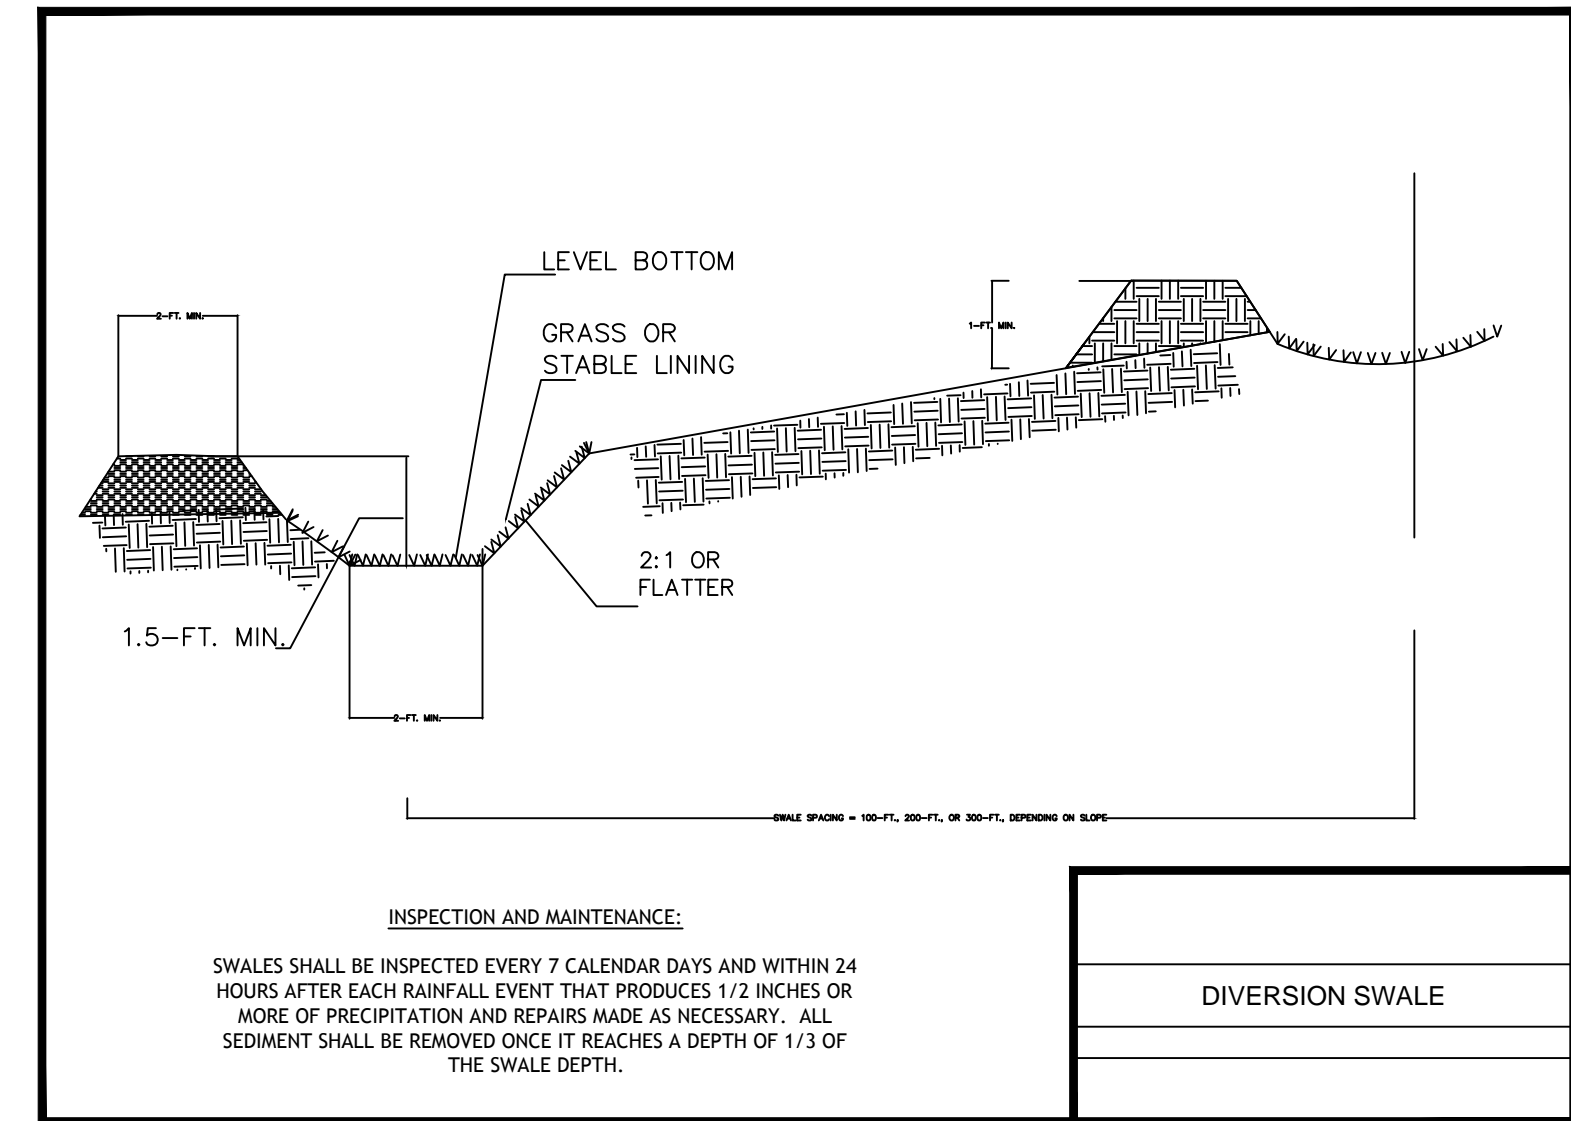 LEVEL BOTTOM
GRASS OR
STABLE LINING
2-FT. MIN.
1-FT. MIN.
2:1 OR
FLATTER
1.5-FT. MIN.
2-FT. MIN.
SWALE SPACING = 100-FT., 200-FT., OR 300-FT., DEPENDING ON SLOPE
INSPECTION AND MAINTENANCE:
SWALES SHALL BE INSPECTED EVERY 7 CALENDAR DAYS AND WITHIN 24
HOURS AFTER EACH RAINFALL EVENT THAT PRODUCES 1/2 INCHES OR
MORE OF PRECIPITATION AND REPAIRS MADE AS NECESSARY. ALL
SEDIMENT SHALL BE REMOVED ONCE IT REACHES A DEPTH OF 1/3 OF
THE SWALE DEPTH.
DIVERSION SWALE